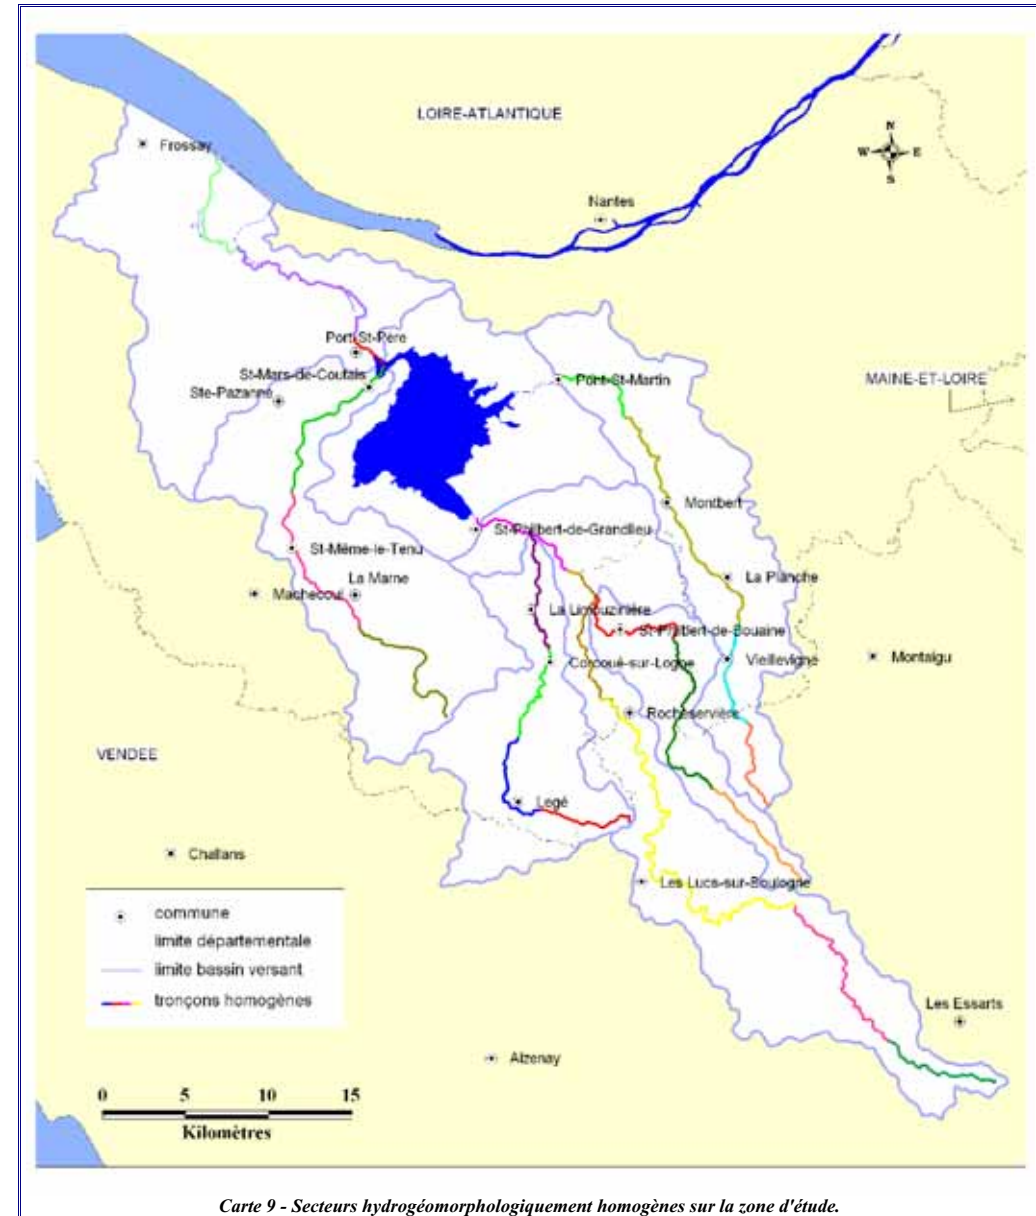 LOIRE-ATLANTIQUE
N
W E
S
Frossay
Nantes
Port-St-Père
St-Mars-de-Coutais
Ste-Pazanne
Pont-St-Martin
MAINE-ET-LOIRE
Montbert
St-Philbert-de-Grandlieu
St-Même-le-Tenu
La Marne
Machecoul
La Planche
La Limouzinière
St-Philbert-de-Bouaine
Corcoué-sur-Logne
Vieillevigne
Montaigu
Rocheservière
VENDEE
Legé
Challans
Les Lucs-sur-Boulogne
commune
limite départementale
limite bassin versant
tronçons homogènes
Les Essarts
Aizenay
0 5 10 15
Kilomètres
Carte 9 - Secteurs hydrogéomorphologiquement homogènes sur la zone d'étude.